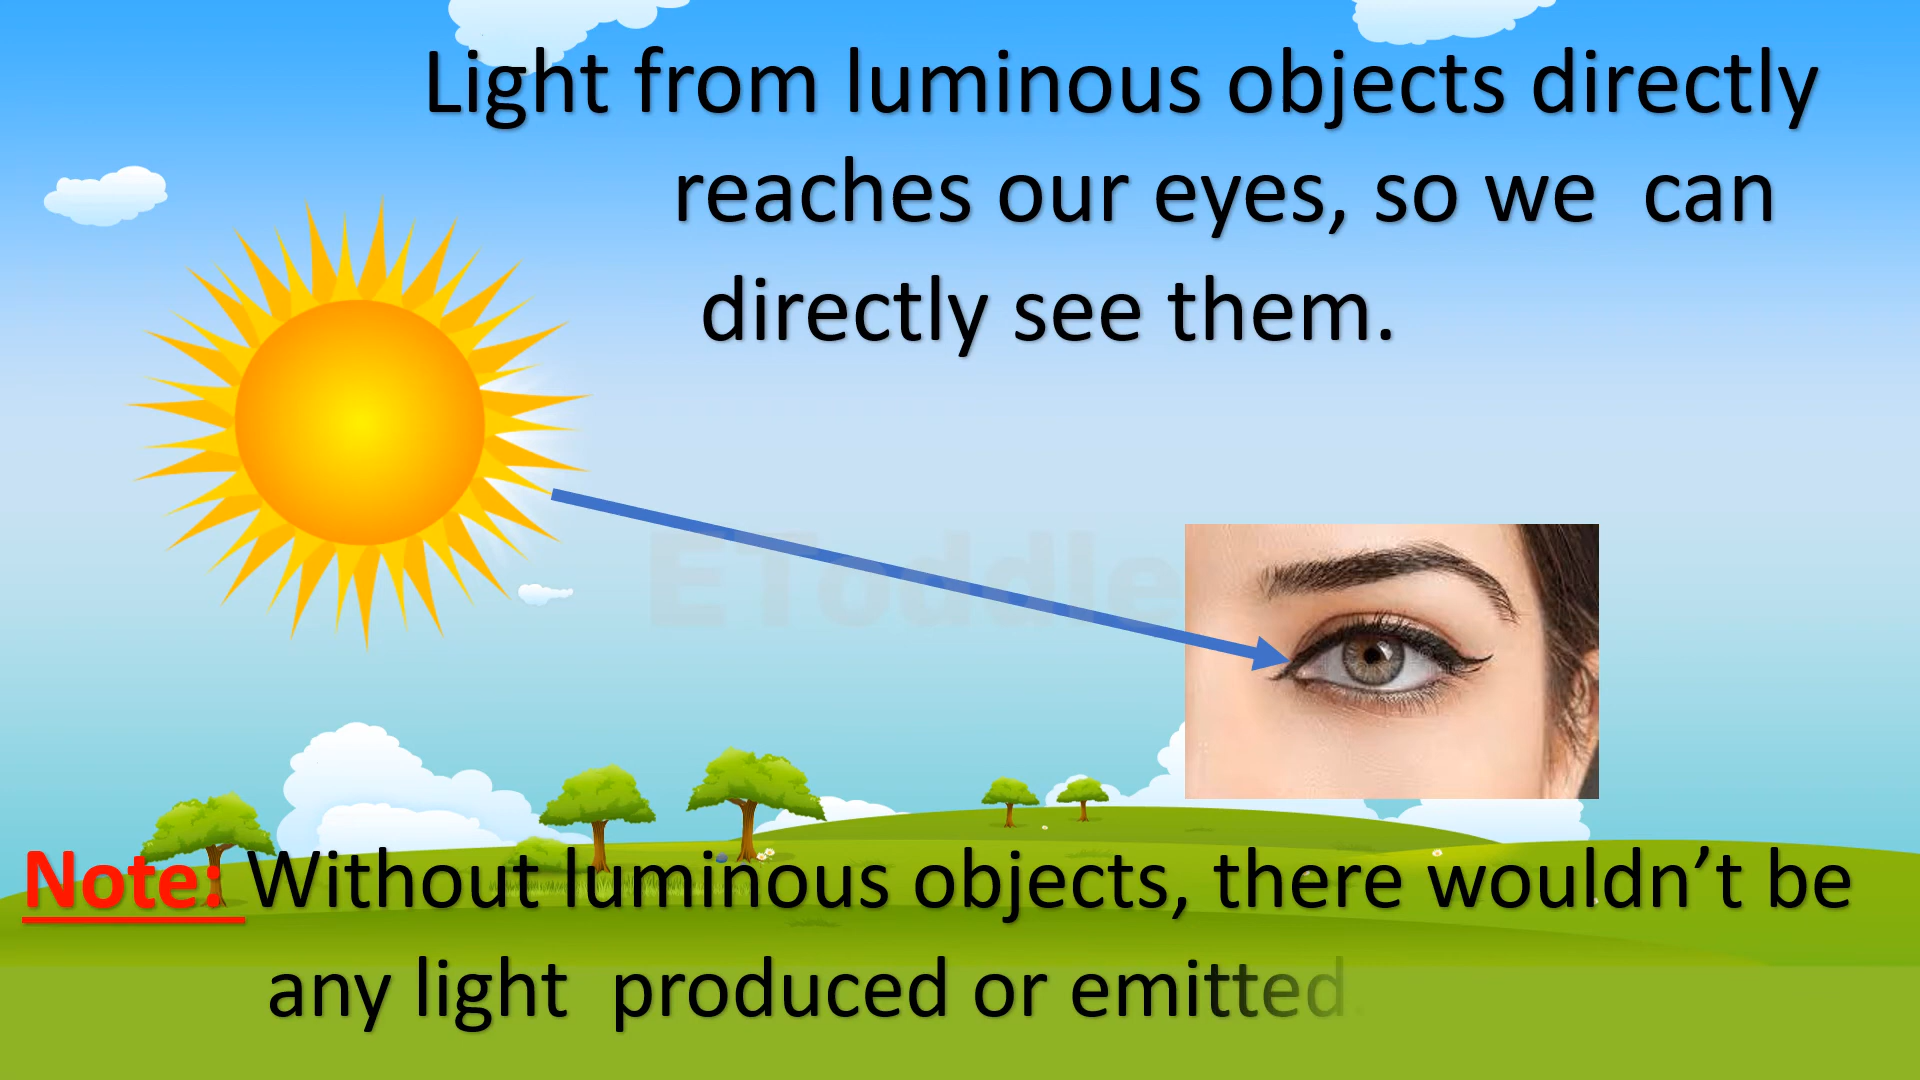 Light from luminous objects directly
reaches our eyes, so we can
directly see them.
EToddle
Note: Without luminous objects, there wouldn’t be
any light produced or emitted.